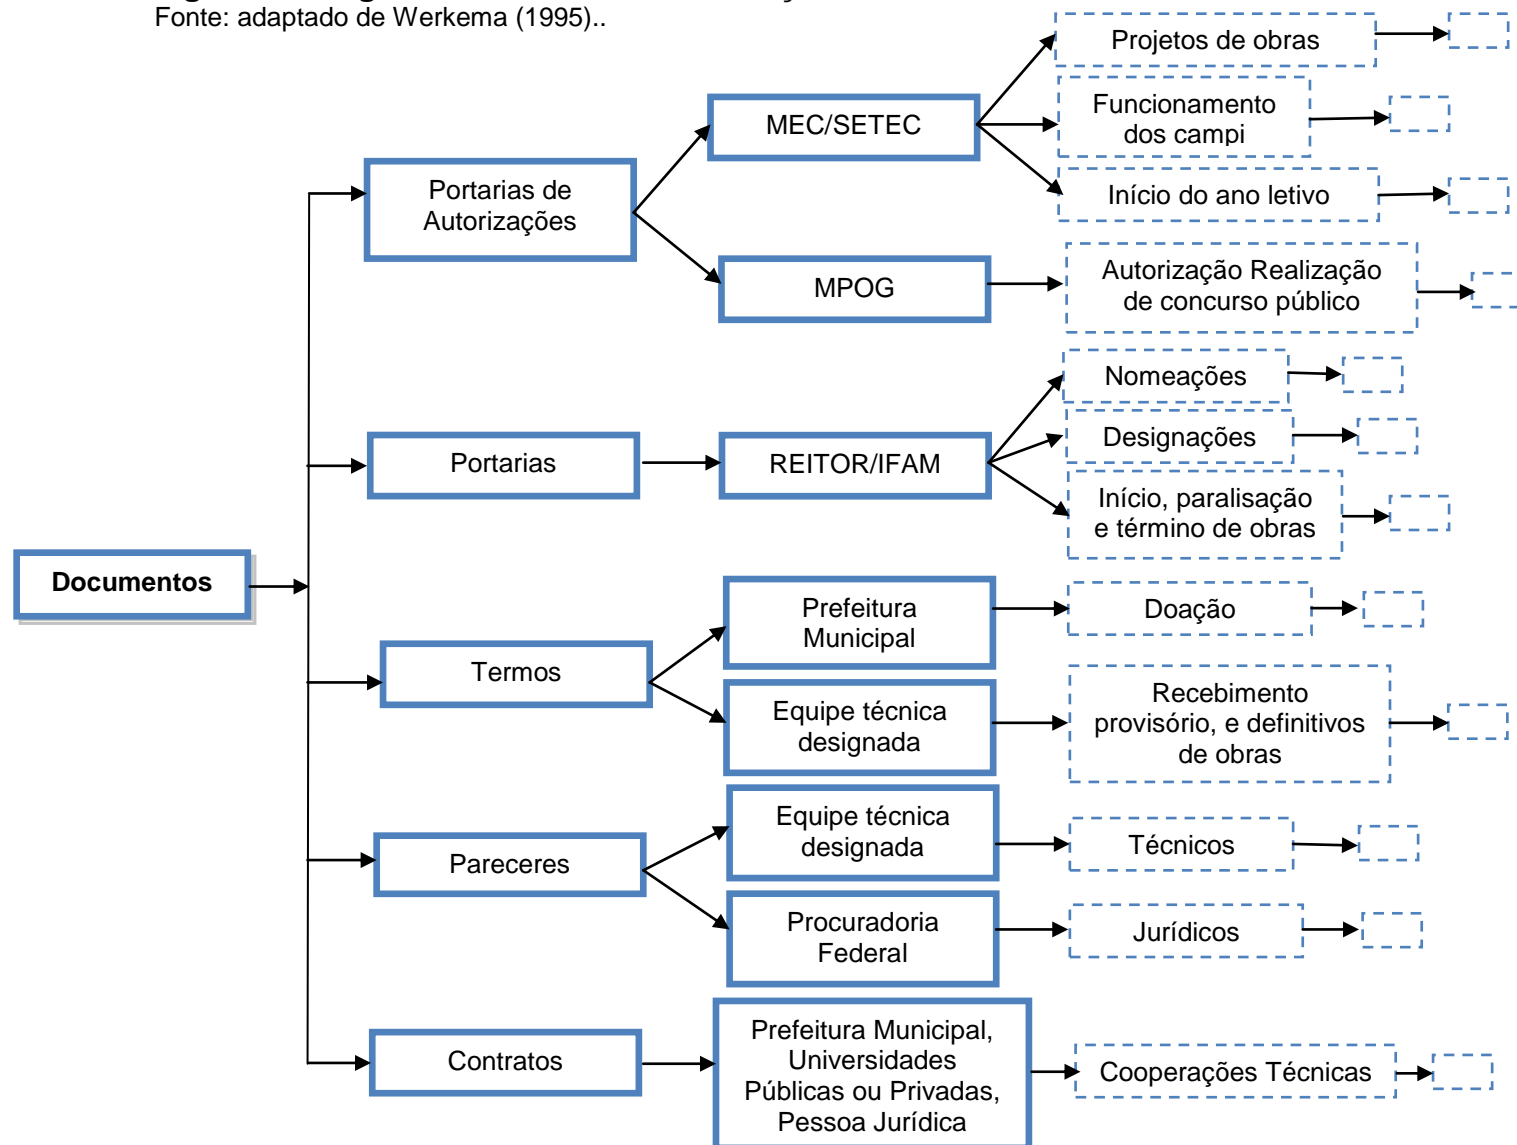 Fonte: adaptado de Werkema (1995)..
Projetos de obras
MEC/SETEC
Funcionamento
dos campi
Portarias de
Autorizações
Início do ano letivo
MPOG
Autorização Realização
de concurso público
Nomeações
Portarias
REITOR/IFAM
Designações
Início, paralisação
e término de obras
Documentos
Prefeitura
Municipal
Doação
Termos
Equipe técnica
designada
Recebimento
provisório, e definitivos
de obras
Equipe técnica
designada
Técnicos
Pareceres
Procuradoria
Federal
Jurídicos
Contratos
Prefeitura Municipal,
Universidades
Públicas ou Privadas,
Pessoa Jurídica
Cooperações Técnicas